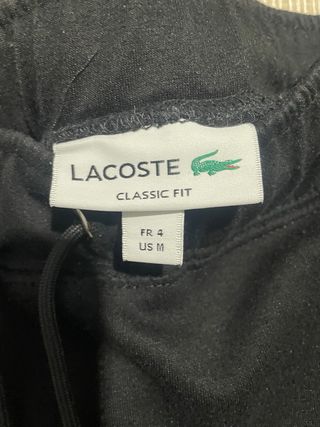 LACOSTE
CLASSIC FIT
FR 4
US M